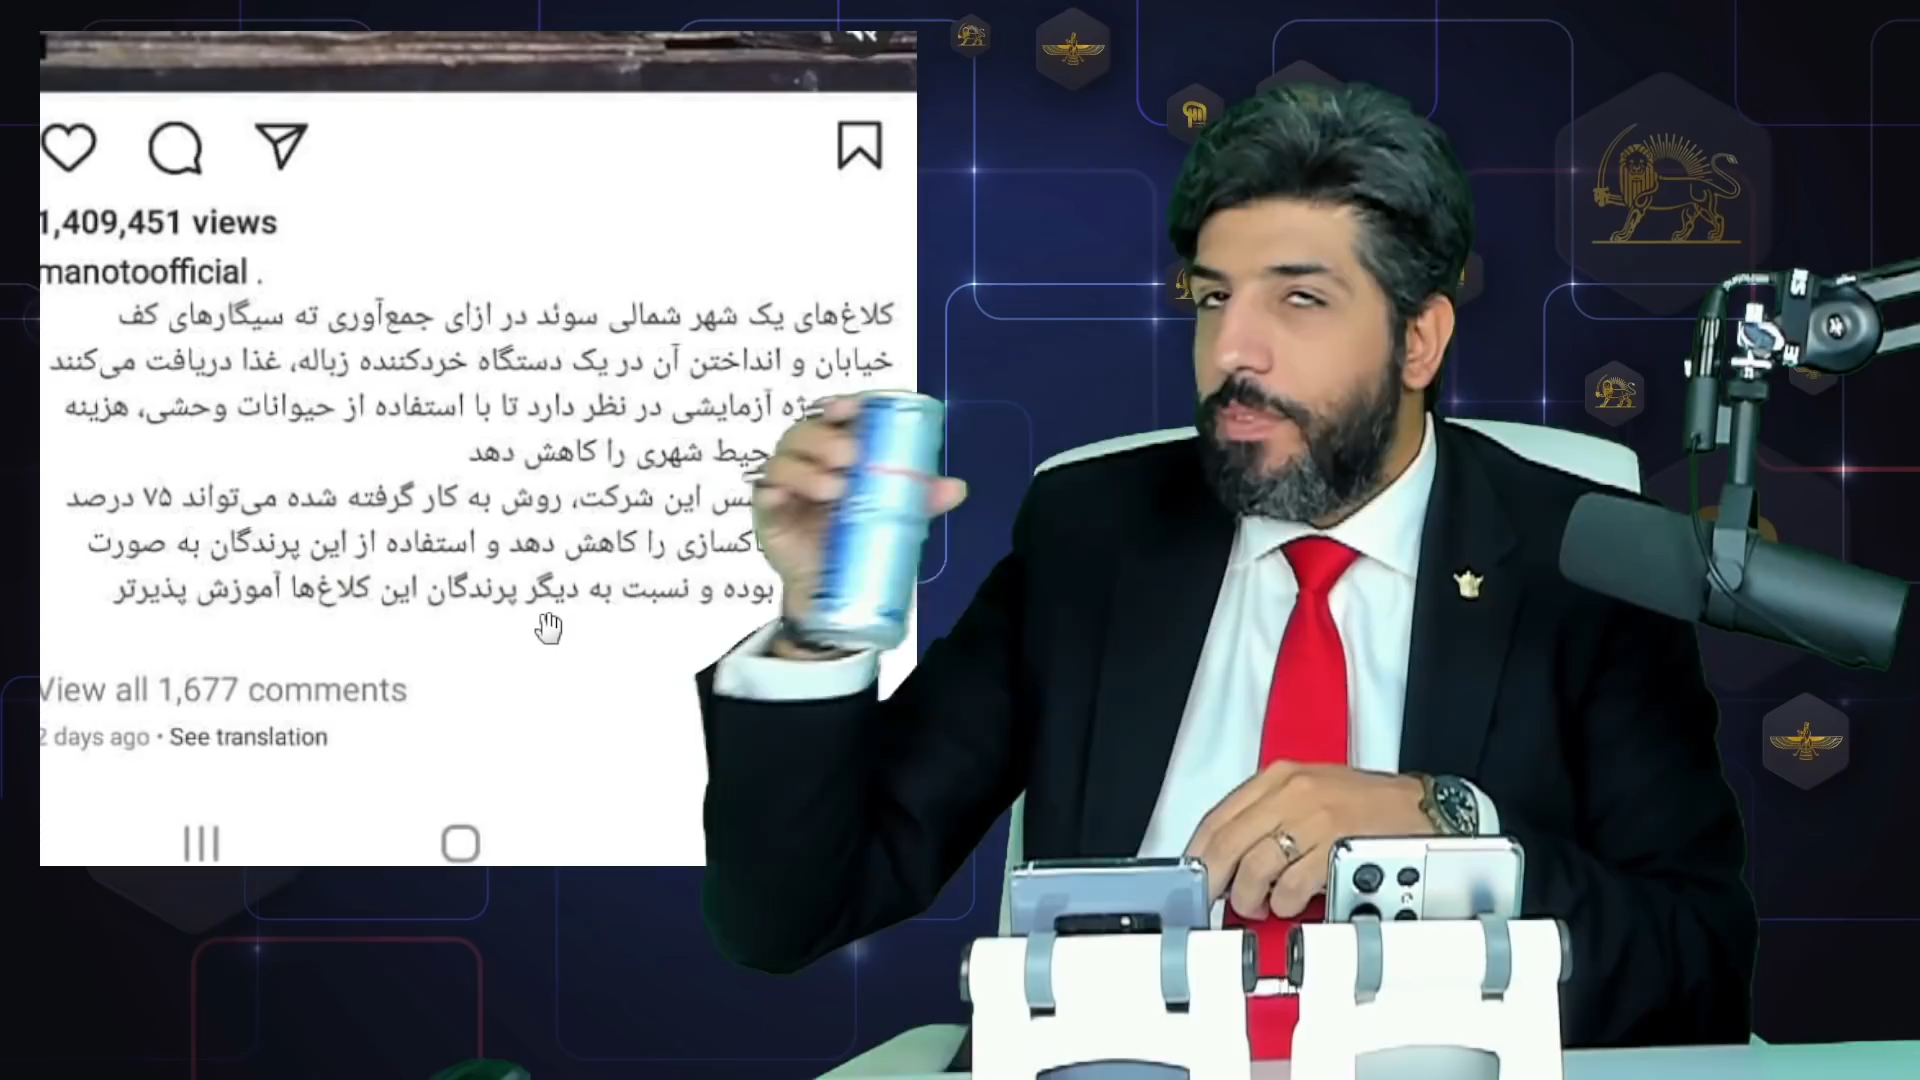 1,409,451 views
manotoofficial .
کلاغ‌های یک شهر شمالی سوئد در ازای جمع‌آوری ته سیگارهای کف
خیابان و انداختن آن در یک دستگاه خردکننده زباله، غذا دریافت می‌کنند
آزمایشی در نظر دارد تا با استفاده از حیوانات وحشی، هزینه
شهری را کاهش دهد
این شرکت، روش به کار گرفته شده می‌تواند ۷۵ درصد
را کاهش دهد و استفاده از این پرندگان به صورت
بوده و نسبت به دیگر پرندگان این کلاغ‌ها آموزش پذیرتر
View all 1,677 comments
2 days ago • See translation